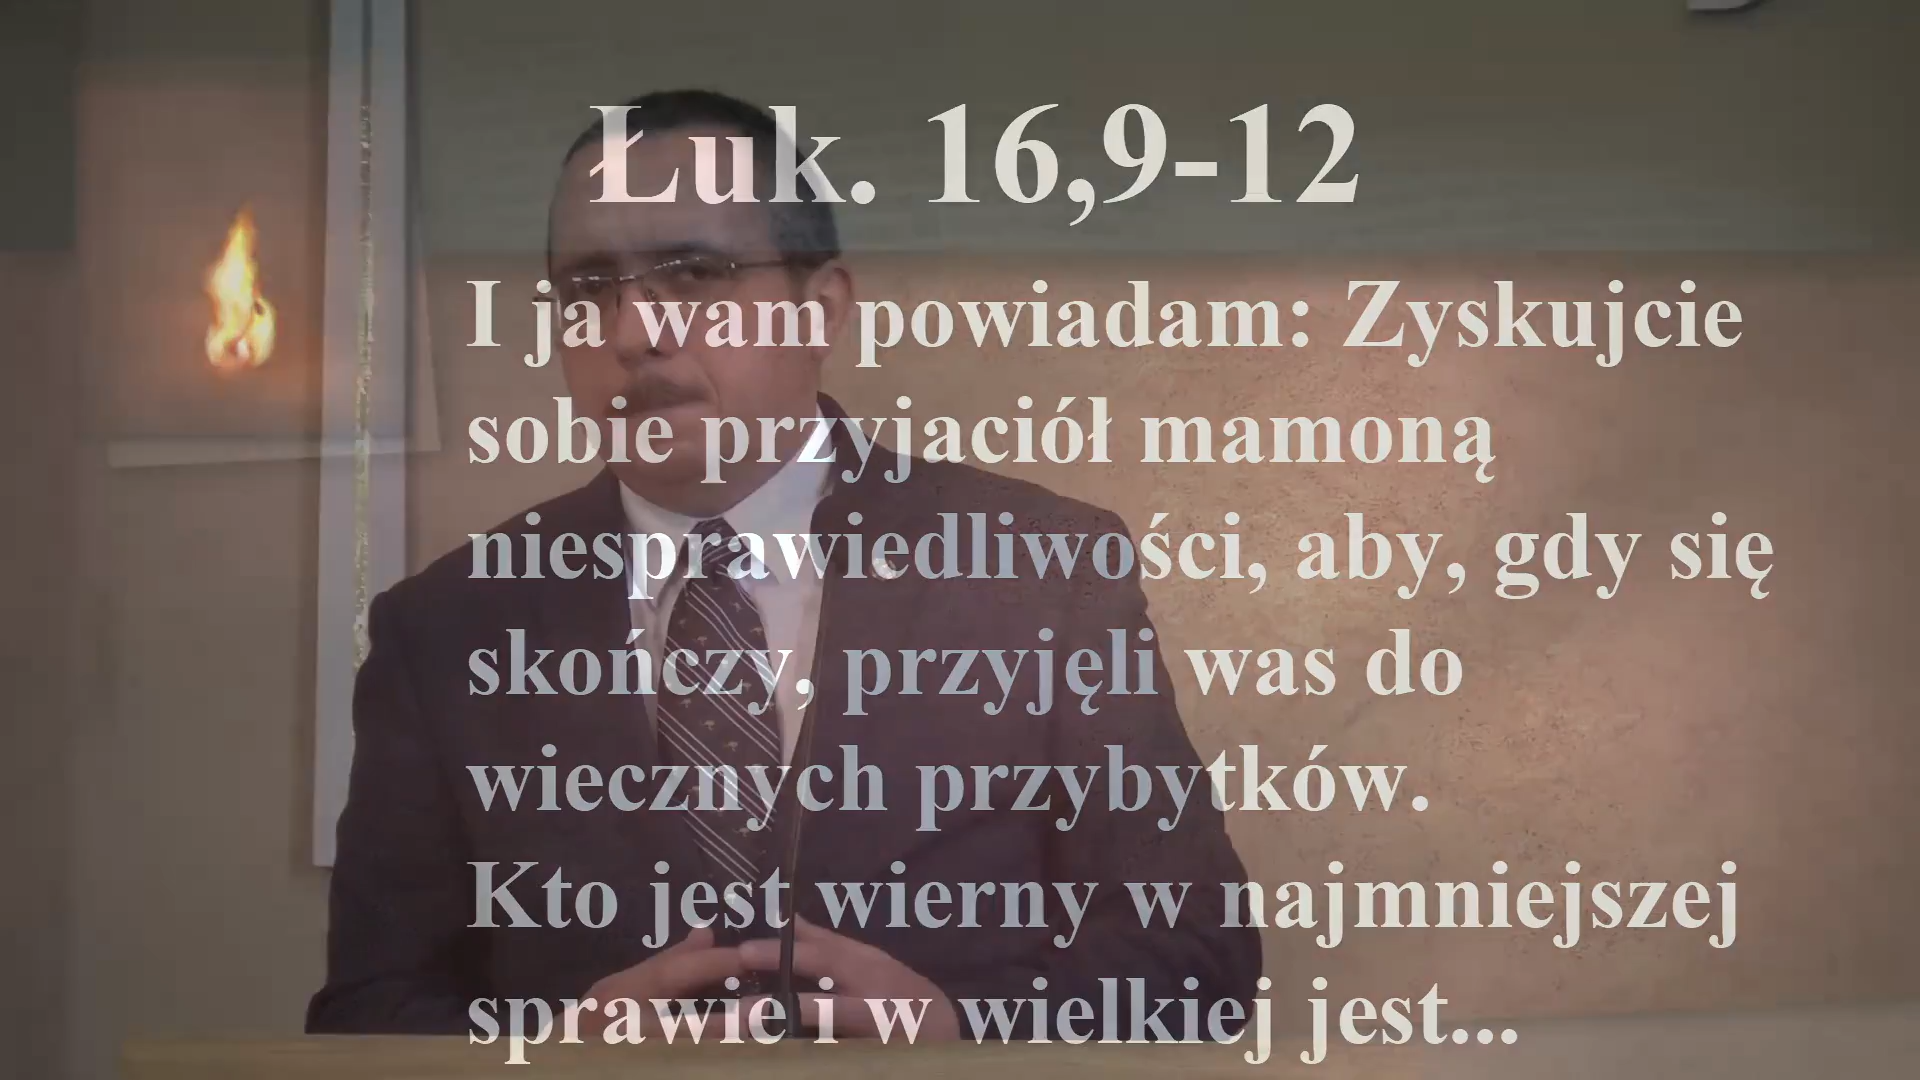 Łuk. 16,9-12
I ja wam powiadam: Zyskujcie
sobie przyjaciół mamoną
niesprawiedliwości, aby, gdy się
skończy, przyjęli was do
wiecznych przybytków.
Kto jest wierny w najmniejszej
sprawie i w wielkiej jest...